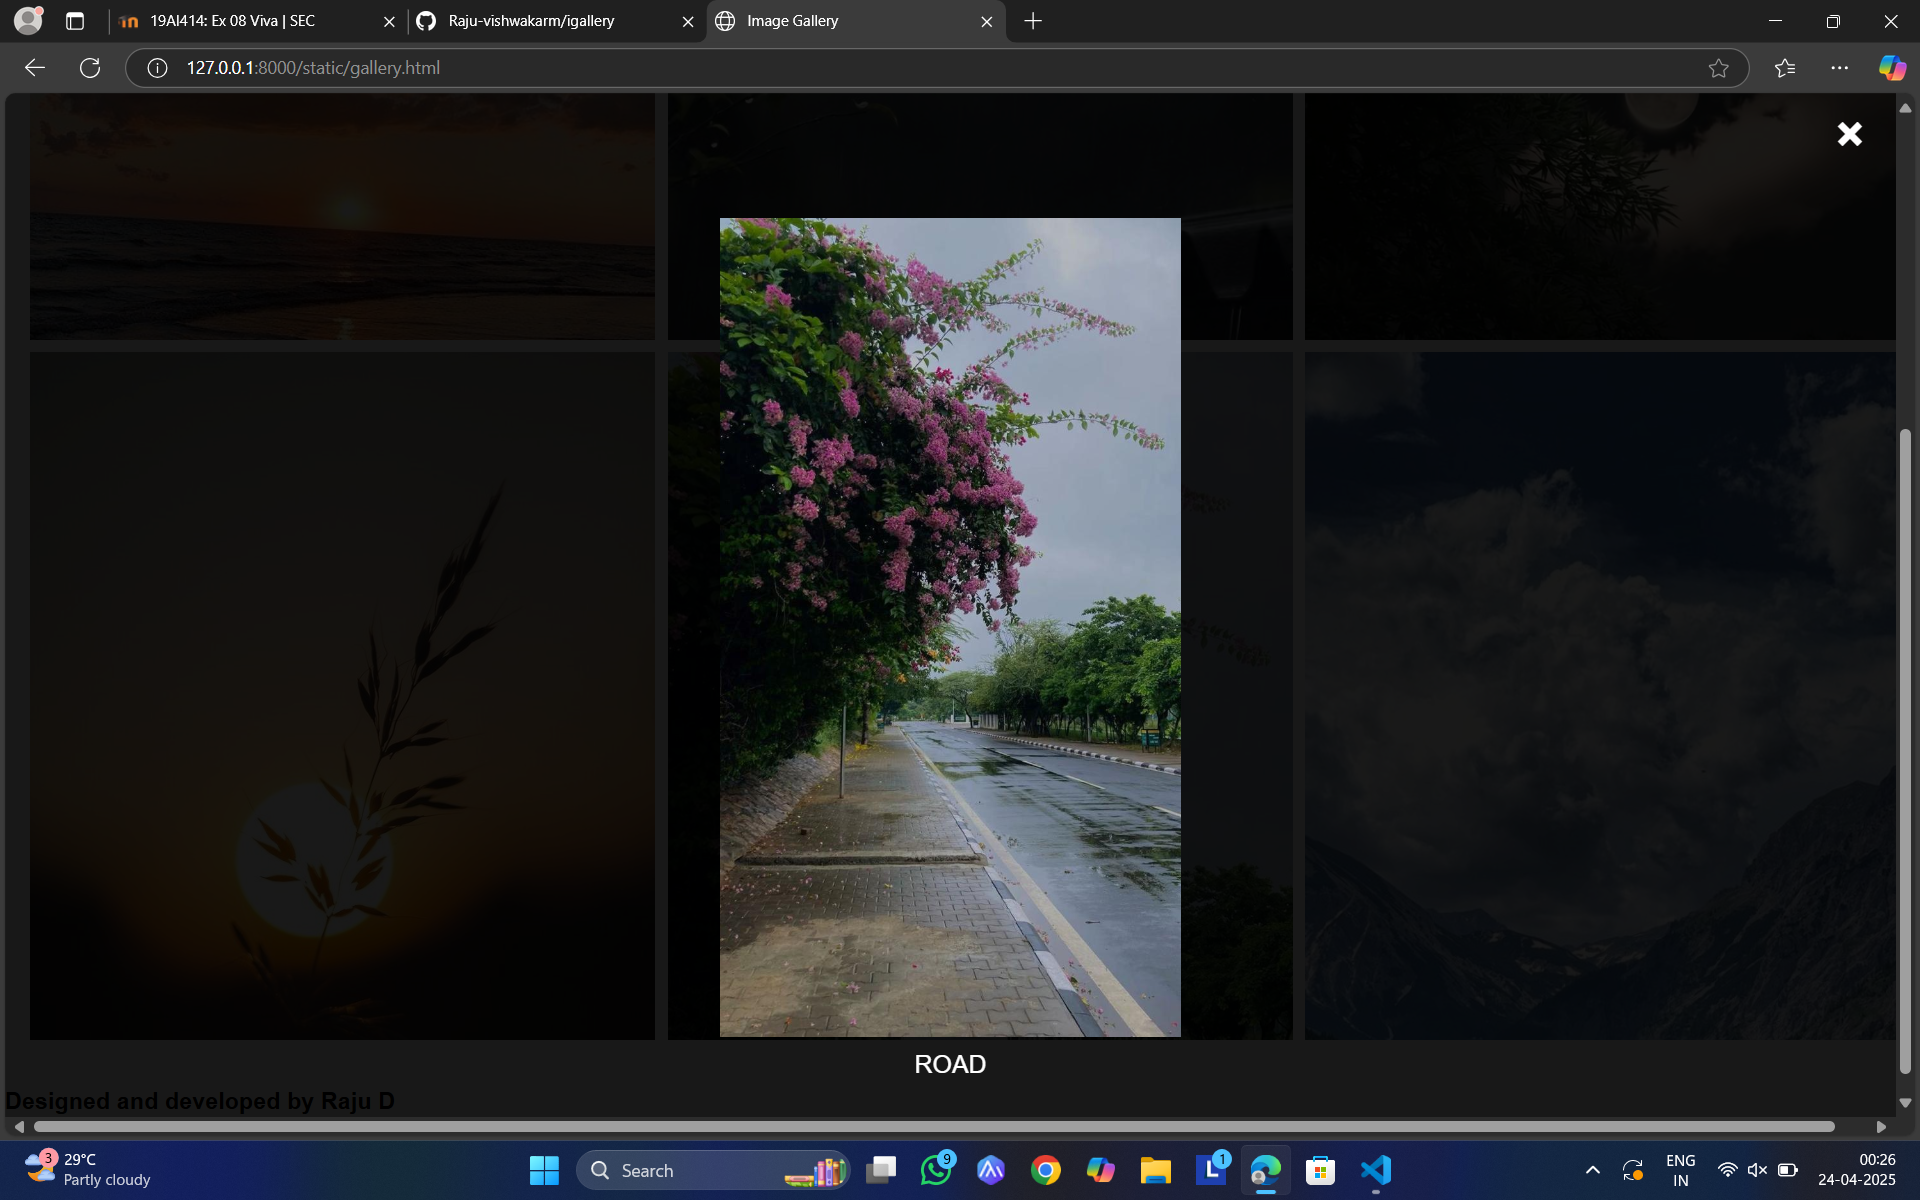 19AI414: Ex 08 Viva | SEC
Raju-vishwakarm/igallery
Image Gallery
127.0.0.1:8000/static/gallery.html
ROAD
Designed and developed by Raju D
3
29°C
Partly cloudy
Search
9
L
1
ENG
IN
00:26
24-04-2025